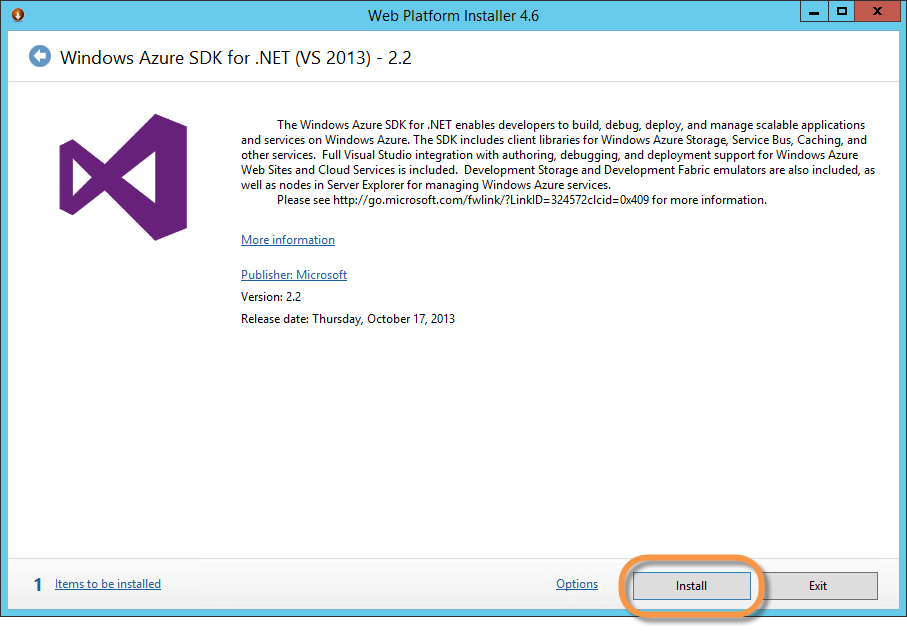 Web Platform Installer 4.6
Windows Azure SDK for .NET (VS 2013) - 2.2
The Windows Azure SDK for .NET enables developers to build, debug, deploy, and manage scalable applications
and services on Windows Azure. The SDK includes client libraries for Windows Azure Storage, Service Bus, Caching, and
other services.  Full Visual Studio integration with authoring, debugging, and deployment support for Windows Azure
Web Sites and Cloud Services is included.  Development Storage and Development Fabric emulators are also included, as
well as nodes in Server Explorer for managing Windows Azure services.
Please see http://go.microsoft.com/fwlink/?LinkID=324572clcid=0x409 for more information.
More information
Publisher: Microsoft
Version: 2.2
Release date: Thursday, October 17, 2013
1 Items to be installed
Options
Install
Exit